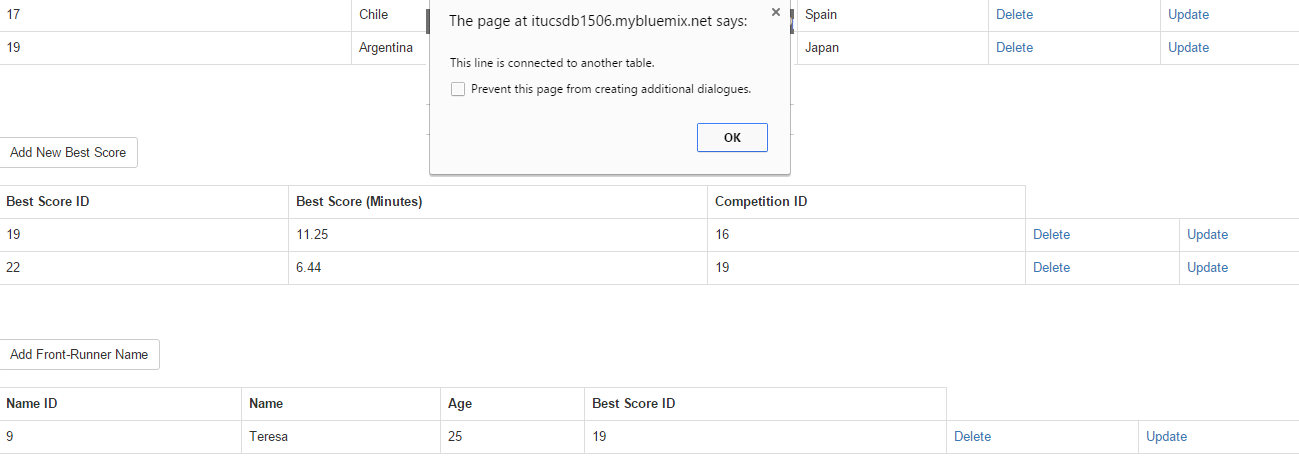 17 Chile Spain Delete Update
19 Argentina Japan Delete Update
The page at itucsdb1506.mybluemix.net says:
This line is connected to another table.
Prevent this page from creating additional dialogues.
OK
Add New Best Score
Best Score ID Best Score (Minutes) Competition ID
19 11.25 16 Delete Update
22 6.44 19 Delete Update
Add Front-Runner Name
Name ID Name Age Best Score ID
9 Teresa 25 19 Delete Update